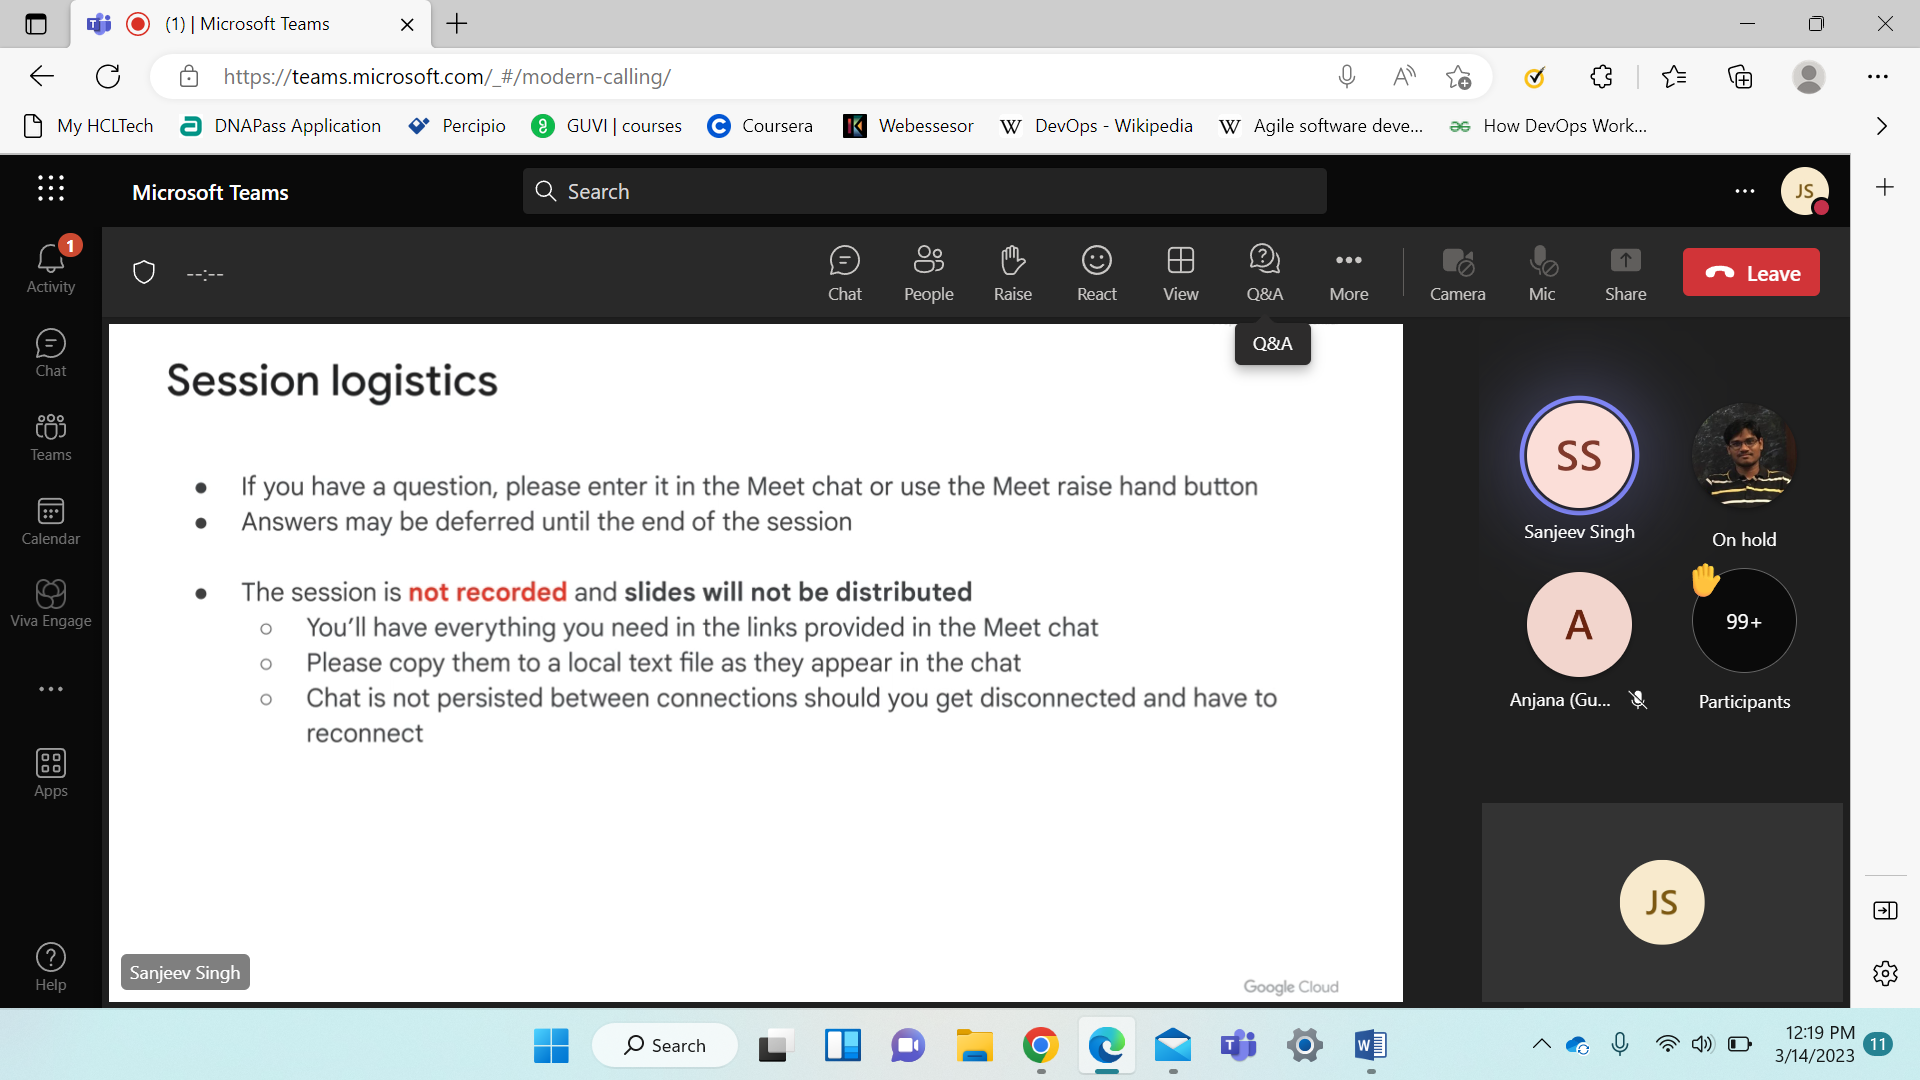 (1) | Microsoft Teams
https://teams.microsoft.com/_#/modern-calling/
My HCLTech
DNAPass Application
Percipio
GUVI | courses
Coursera
Webessesor
DevOps - Wikipedia
Agile software deve...
How DevOps Work...
Microsoft Teams
Search
JS
1
Activity
Chat
Teams
Calendar
Viva Engage
Apps
Help
--:--
Chat
People
Raise
React
View
Q&A
More
Camera
Mic
Share
Leave
Q&A
Session logistics
● If you have a question, please enter it in the Meet chat or use the Meet raise hand button
● Answers may be deferred until the end of the session
● The session is not recorded and slides will not be distributed
○ You'll have everything you need in the links provided in the Meet chat
○ Please copy them to a local text file as they appear in the chat
○ Chat is not persisted between connections should you get disconnected and have to
reconnect
Sanjeev Singh
Google Cloud
SS
Sanjeev Singh
On hold
A
Anjana (Gu...
99+
Participants
JS
Search
12:19 PM
3/14/2023
11